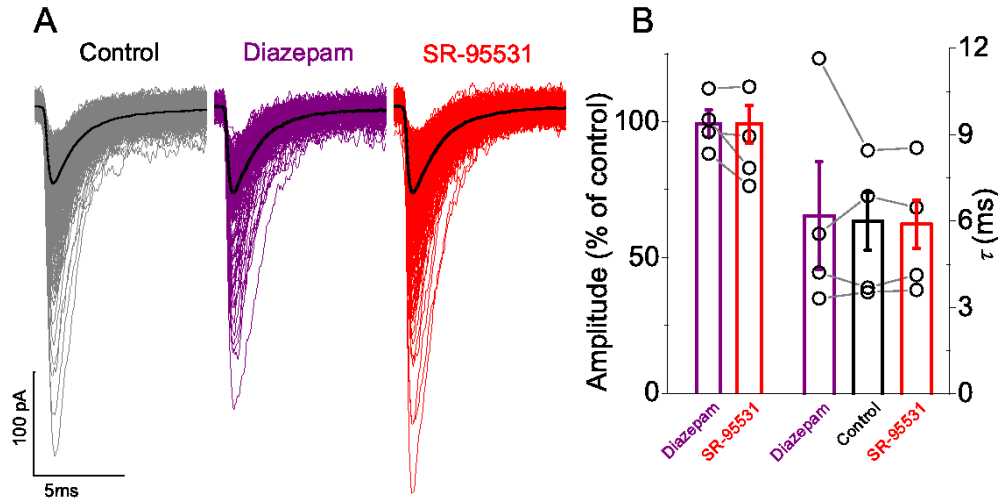 A
Control
Diazepam
SR-95531
100 pA
5ms
B
Amplitude (% of control)
100
50
0
12
9
6
3
0
τ (ms)
Diazepam
SR-95531
Diazepam
Control
SR-95531